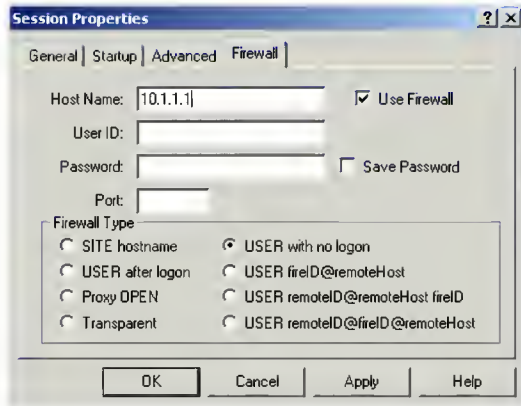 Session Properties
General Startup Advanced Firewall
Host Name: 10.1.1.1 Use Firewall
User ID:
Password: Save Password
Port:
Firewall Type
SITE hostname USER with no logon
USER after logon USER fireID@remoteHost
Proxy OPEN USER remoteID@remoteHost fireID
Transparent USER remoteID@fireID@remoteHost
OK Cancel Apply Help